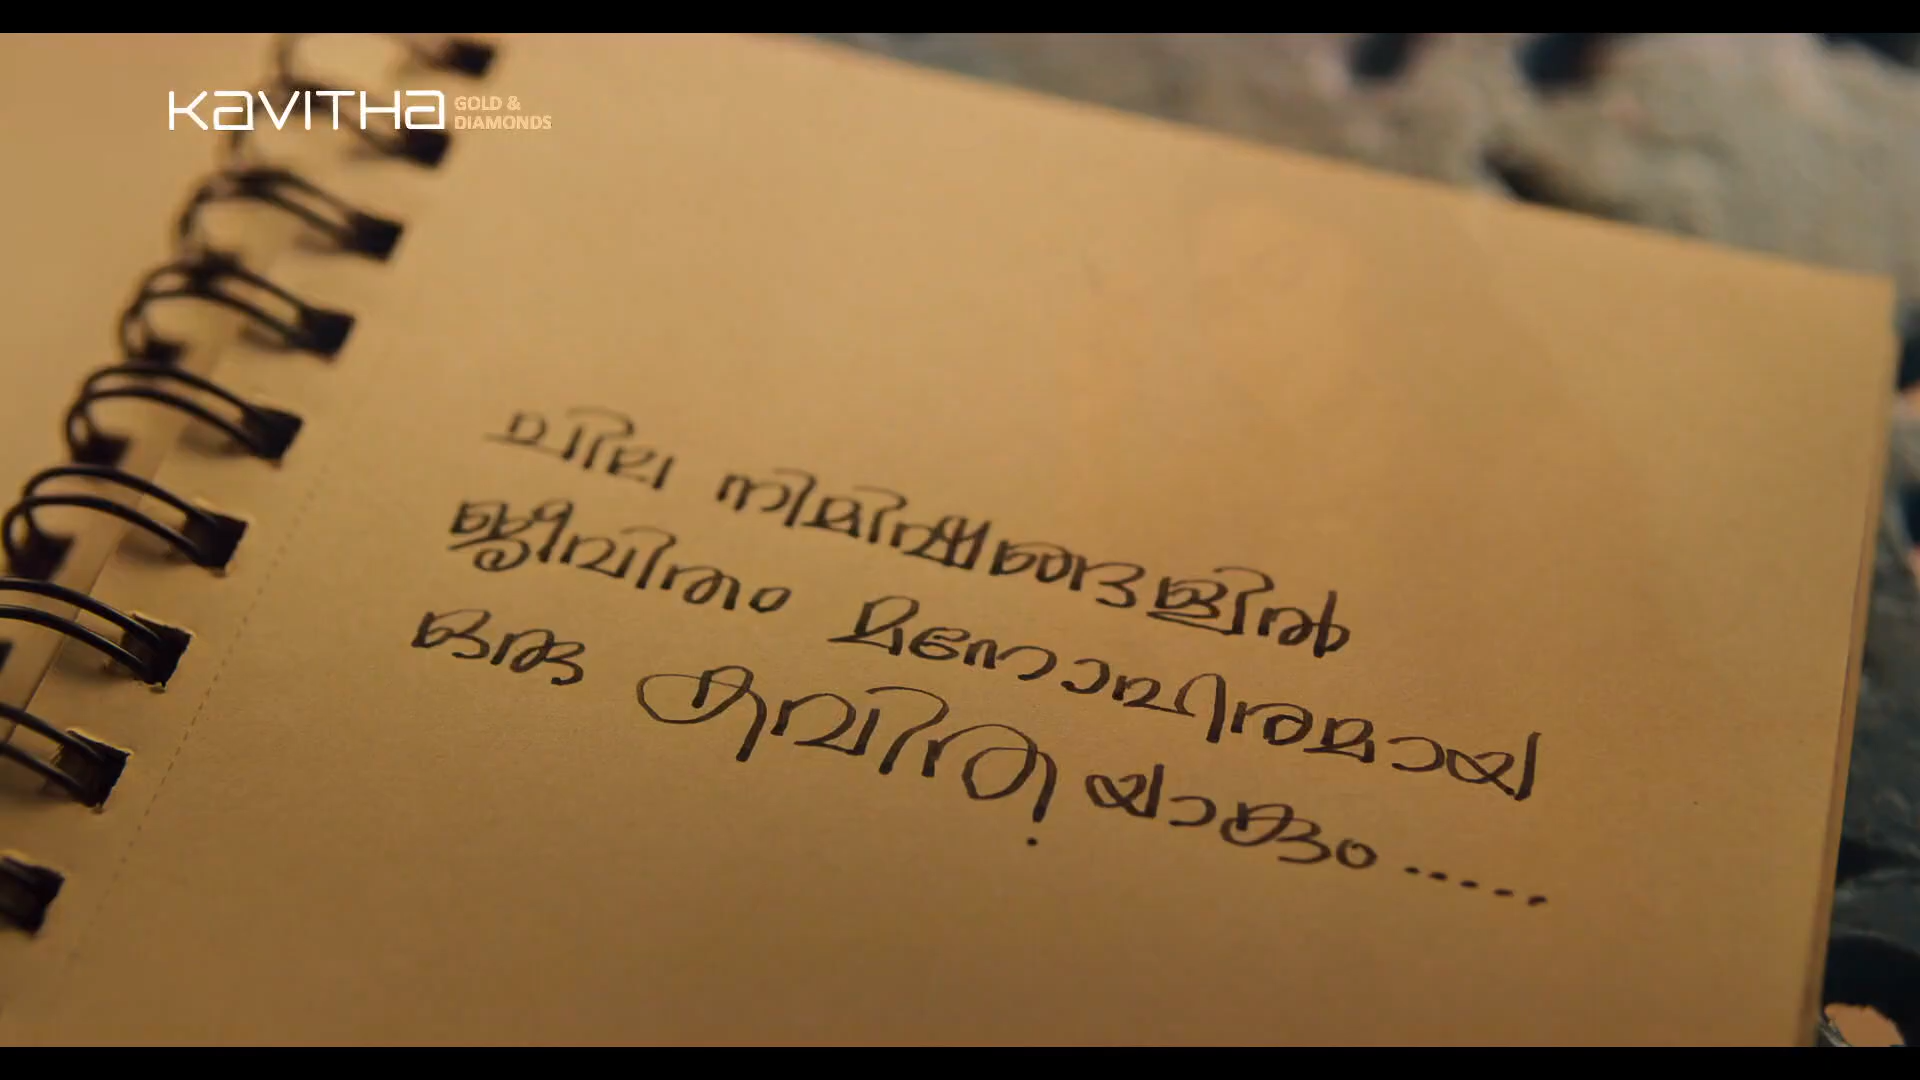 KAVITHA GOLD &
DIAMONDS
ചില നിമിഷങ്ങളിൽ
ജീവിതം മനോഹരമായ
ഒരു കവിതയാകും.....